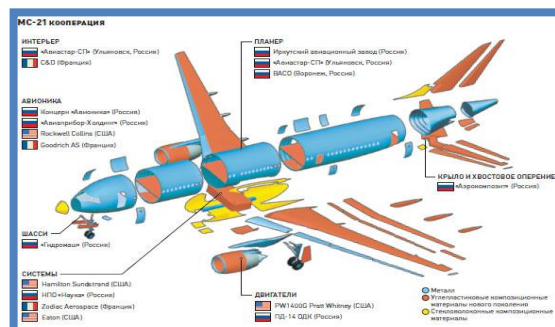 МС-21 КООПЕРАЦИЯ
ИНТЕРЬЕР
«Авиастар-СП» (Ульяновск, Россия)
C&D (Франция)
АВИОНИКА
Концерн «Авионика» (Россия)
«Авиаприбор-Холдинг» (Россия)
Rockwell Collins (США)
Goodrich AS (Франция)
ШАССИ
«Гидромаш» (Россия)
СИСТЕМЫ
Hamilton Sundstrand (США)
НПО «Наука» (Россия)
Zodiac Aerospace (Франция)
Eaton (США)
ПЛАНЕР
Иркутский авиационный завод (Россия)
«Авиастар-СП» (Ульяновск, Россия)
ВАСО (Воронеж, Россия)
КРЫЛО И ХВОСТОВОЕ ОПЕРЕНИЕ
«Аэрокомпозит» (Россия)
ДВИГАТЕЛИ
PW1400G Pratt Whitney (США)
ПД-14 ОДК (Россия)
Металл
Углепластиковые композиционные
материалы нового поколения
Стекловолоконные композиционные
материалы